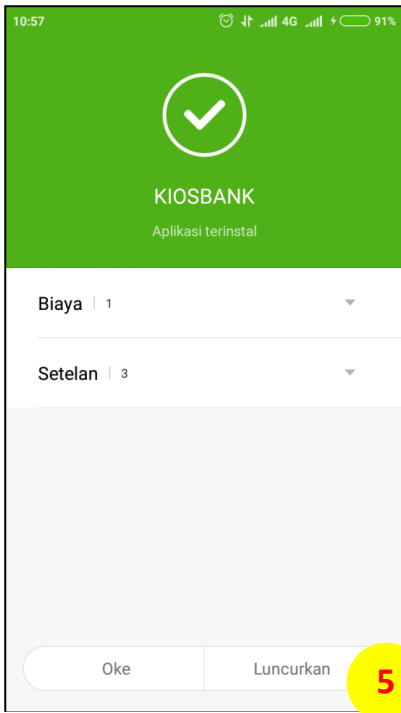 10:57 4G 91%
KIOSBANK
Aplikasi terinstal
Biaya | 1
Setelan | 3
Oke Luncurkan
5